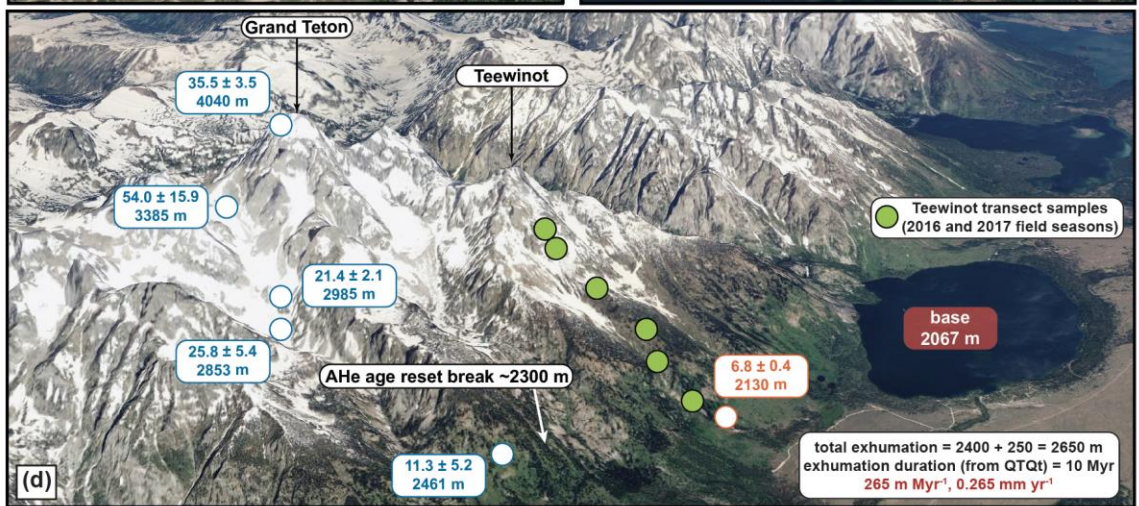 Grand Teton
35.5 ± 3.5
4040 m
Teewinot
54.0 ± 15.9
3385 m
Teewinot transect samples
(2016 and 2017 field seasons)
21.4 ± 2.1
2985 m
base
2067 m
25.8 ± 5.4
2853 m
AHe age reset break ~2300 m
6.8 ± 0.4
2130 m
11.3 ± 5.2
2461 m
total exhumation = 2400 + 250 = 2650 m
exhumation duration (from QTQt) = 10 Myr
265 m Myr⁻¹, 0.265 mm yr⁻¹
(d)